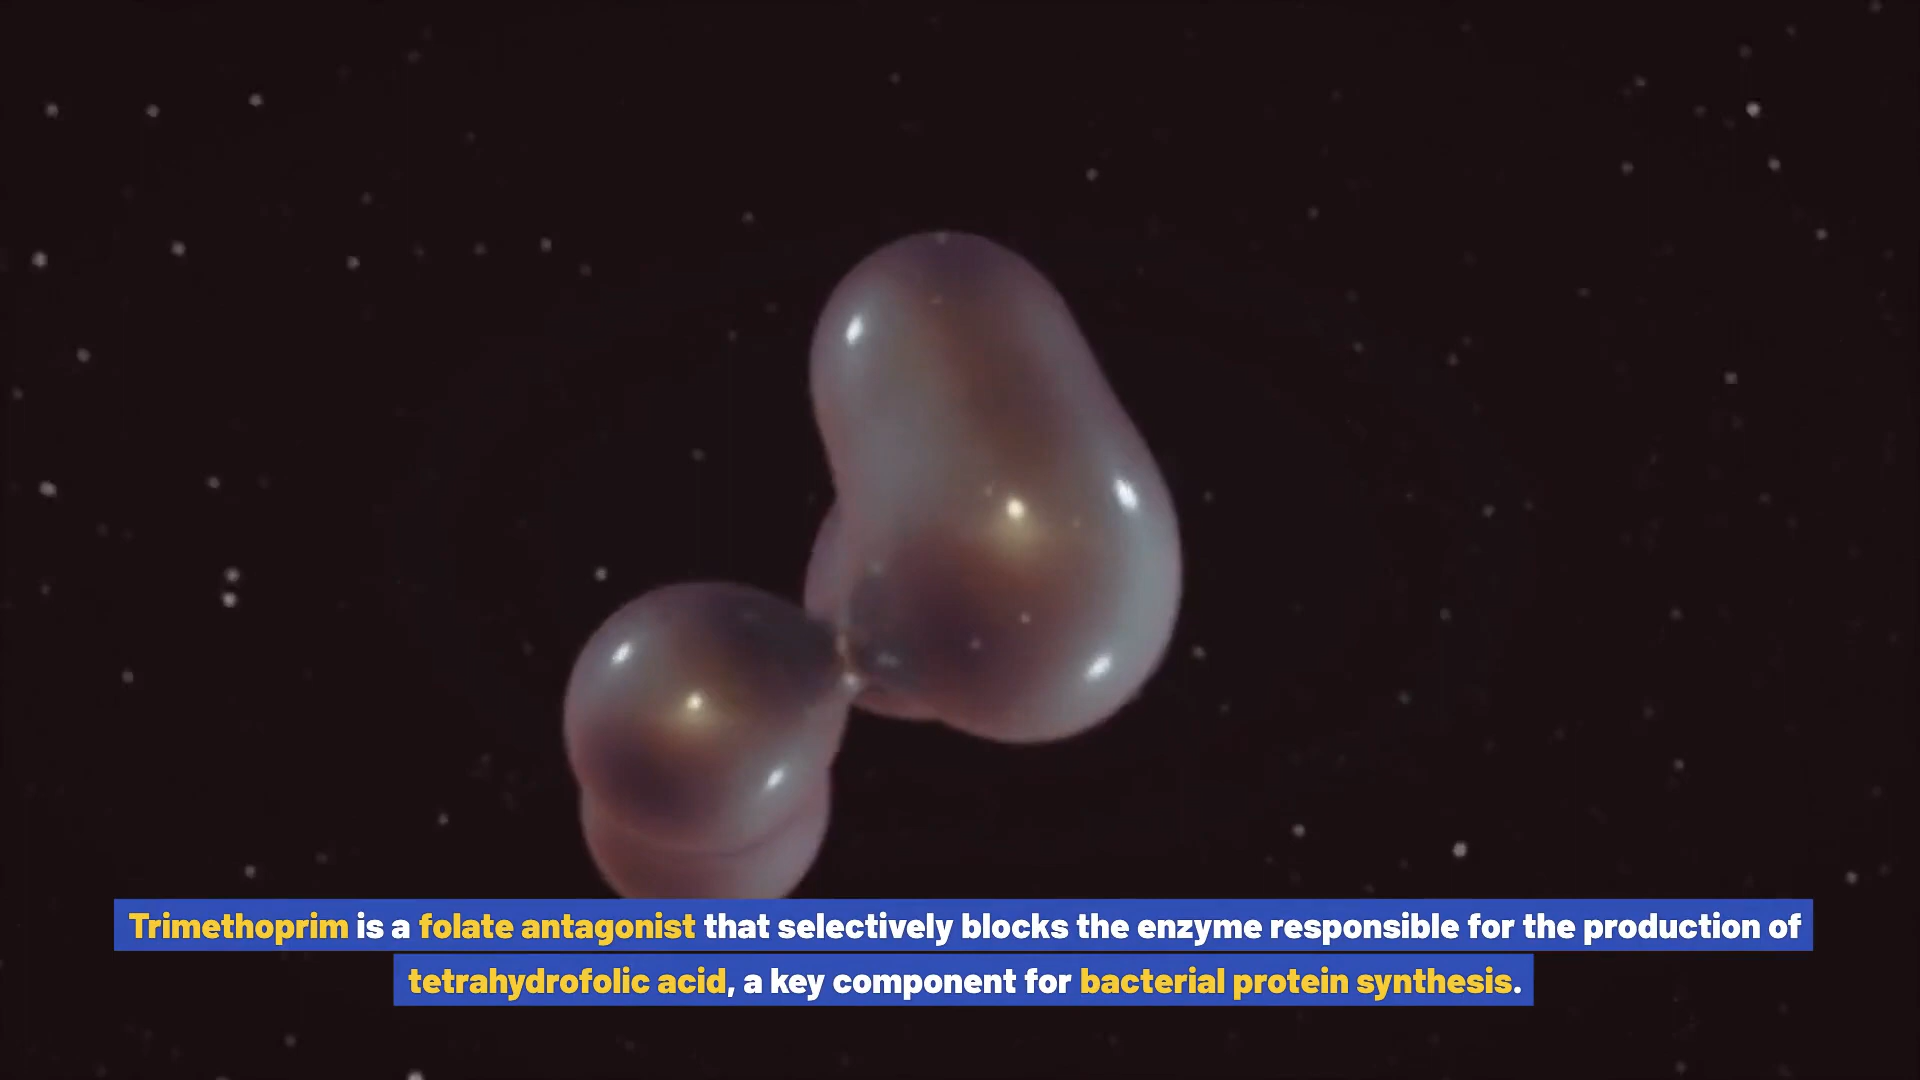 Trimethoprim is a folate antagonist that selectively blocks the enzyme responsible for the production of
tetrahydrofolic acid, a key component for bacterial protein synthesis.